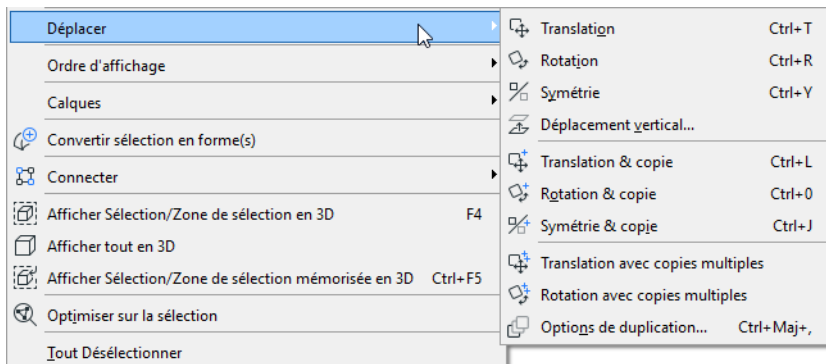 Déplacer
Ordre d'affichage
Calques
Convertir sélection en forme(s)
Connecter
Afficher Sélection/Zone de sélection en 3D F4
Afficher tout en 3D
Afficher Sélection/Zone de sélection mémorisée en 3D Ctrl+F5
Optimiser sur la sélection
Tout Désélectionner
Translation Ctrl+T
Rotation Ctrl+R
Symétrie Ctrl+Y
Déplacement vertical...
Translation & copie Ctrl+L
Rotation & copie Ctrl+0
Symétrie & copie Ctrl+J
Translation avec copies multiples
Rotation avec copies multiples
Options de duplication... Ctrl+Maj+,